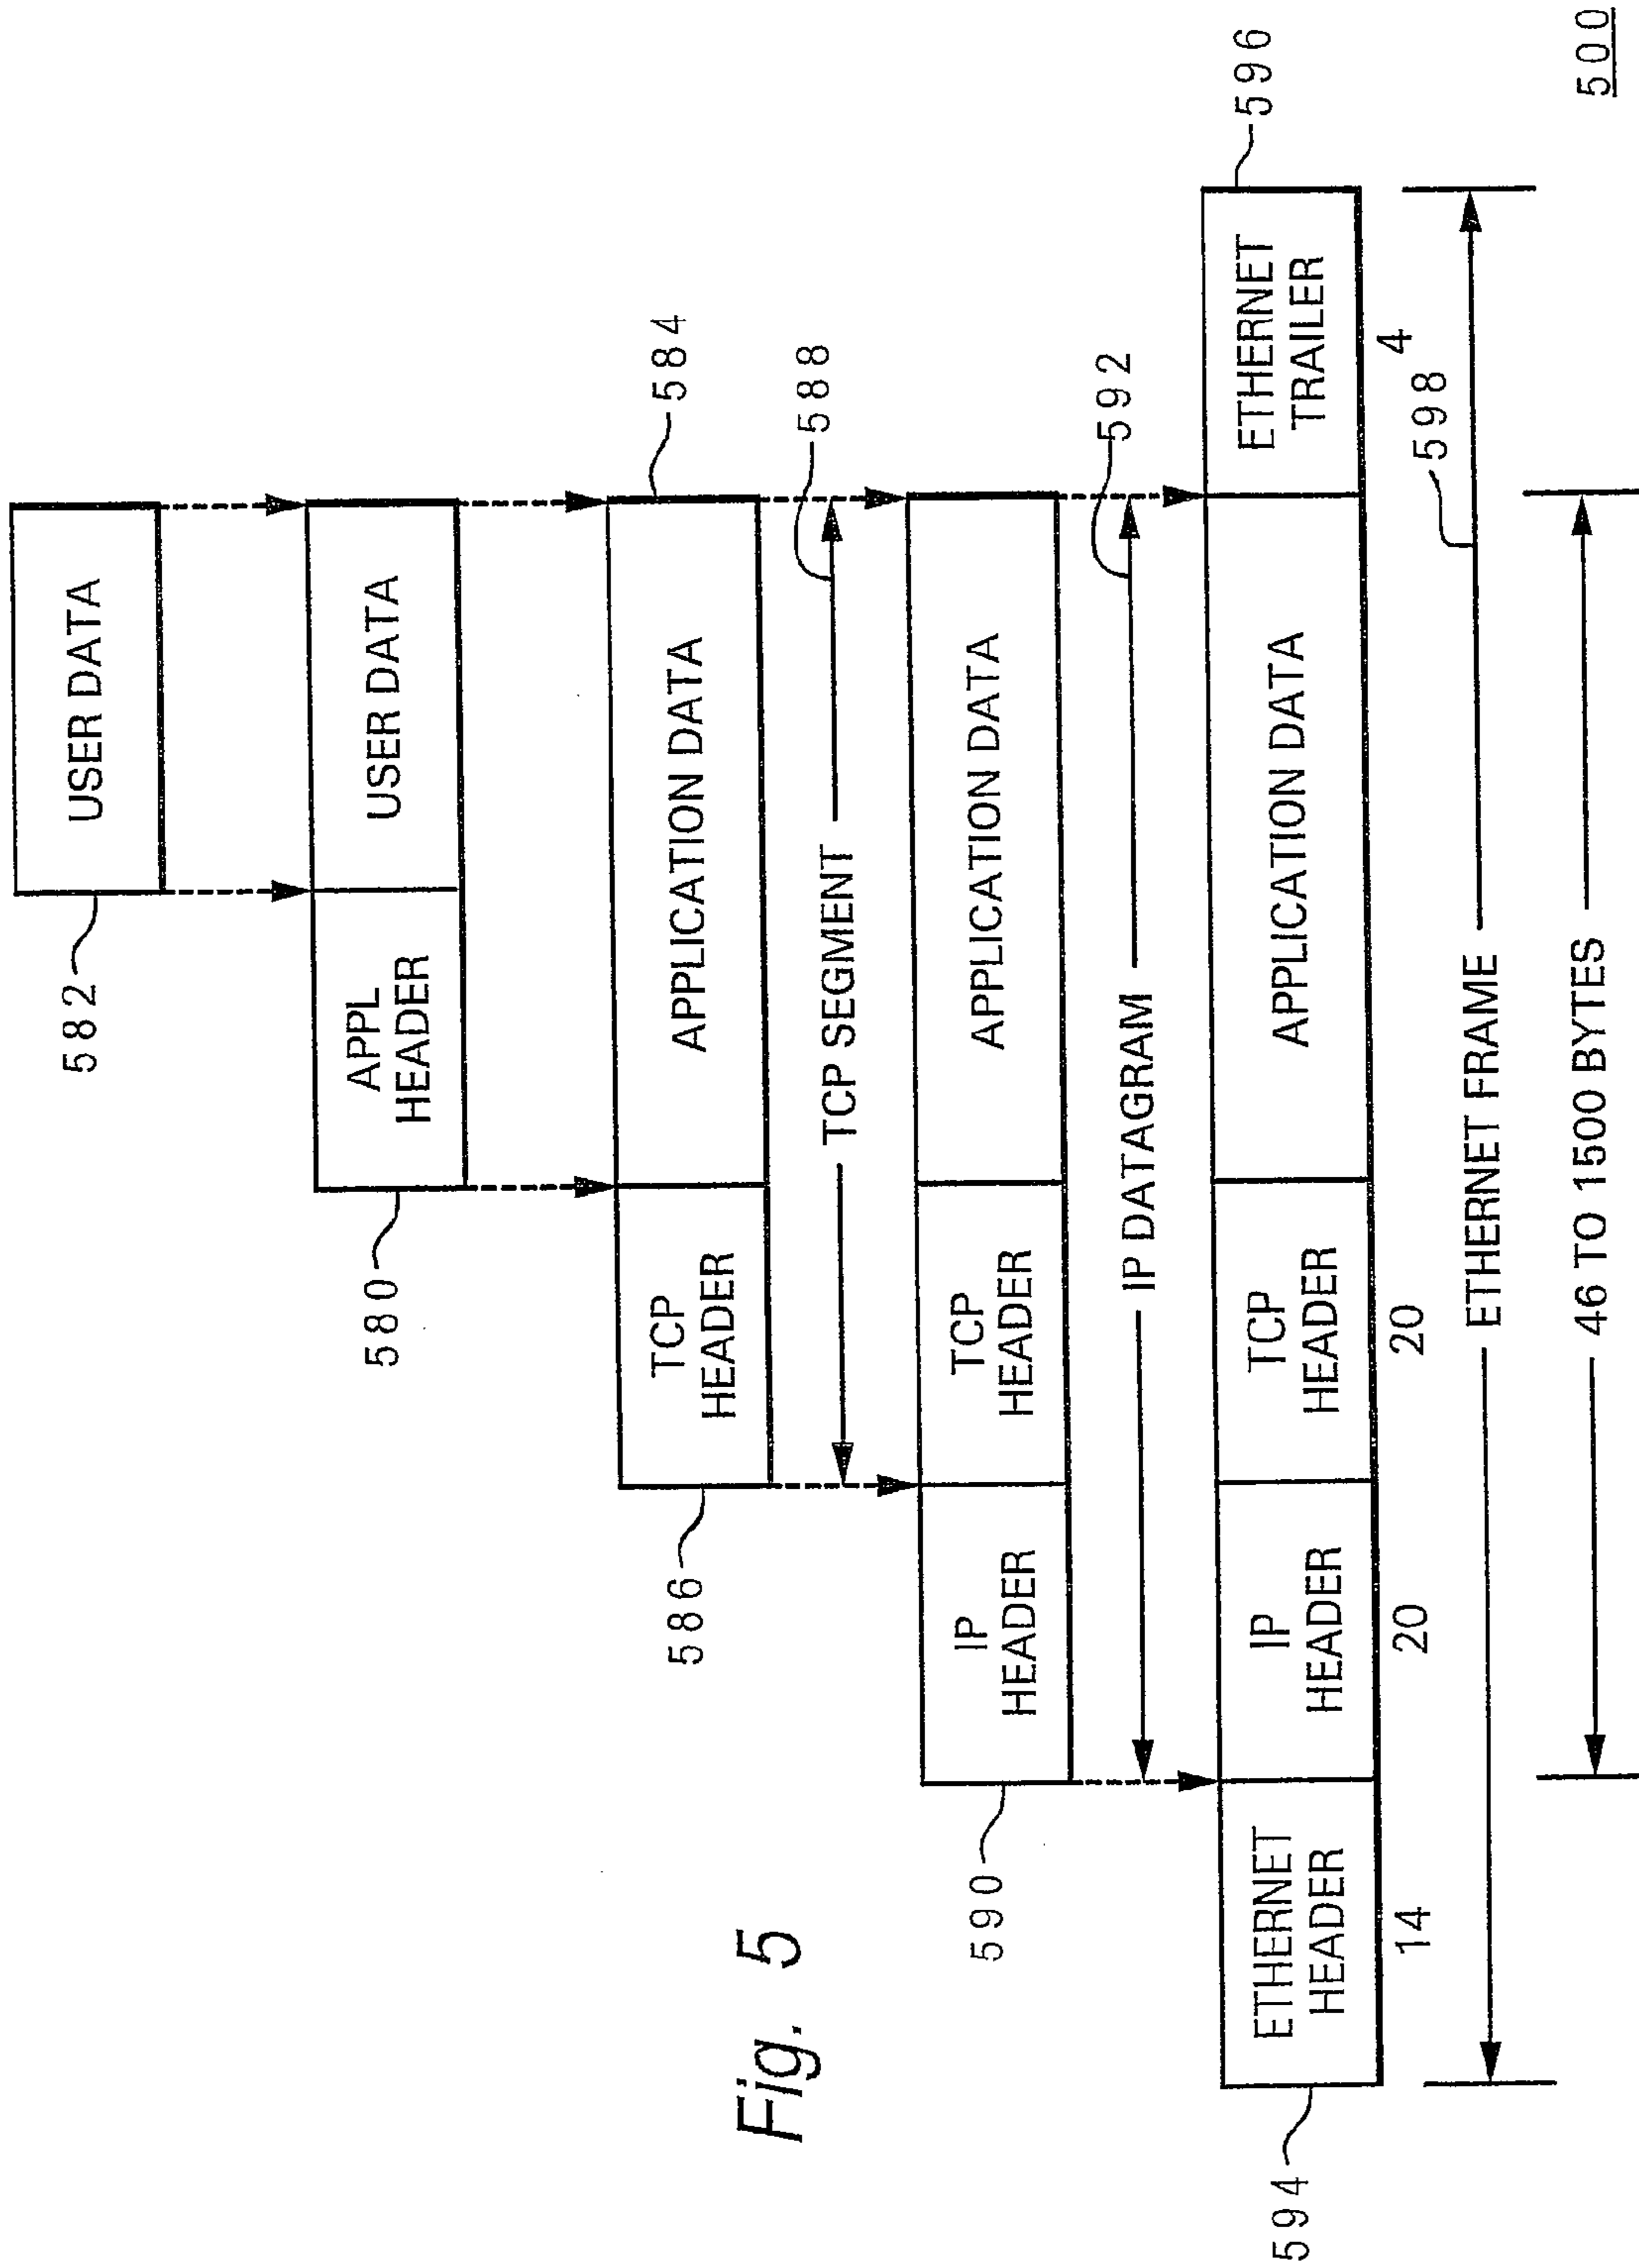 582
USER DATA
580
APPL
HEADER
USER DATA
586
TCP
HEADER
APPLICATION DATA
584
TCP SEGMENT
588
590
IP
HEADER
TCP
HEADER
APPLICATION DATA
IP DATAGRAM
592
594
ETHERNET
HEADER
IP
HEADER
TCP
HEADER
APPLICATION DATA
ETHERNET
TRAILER
596
14
20
20
4
ETHERNET FRAME
598
46 TO 1500 BYTES
500
Fig. 5